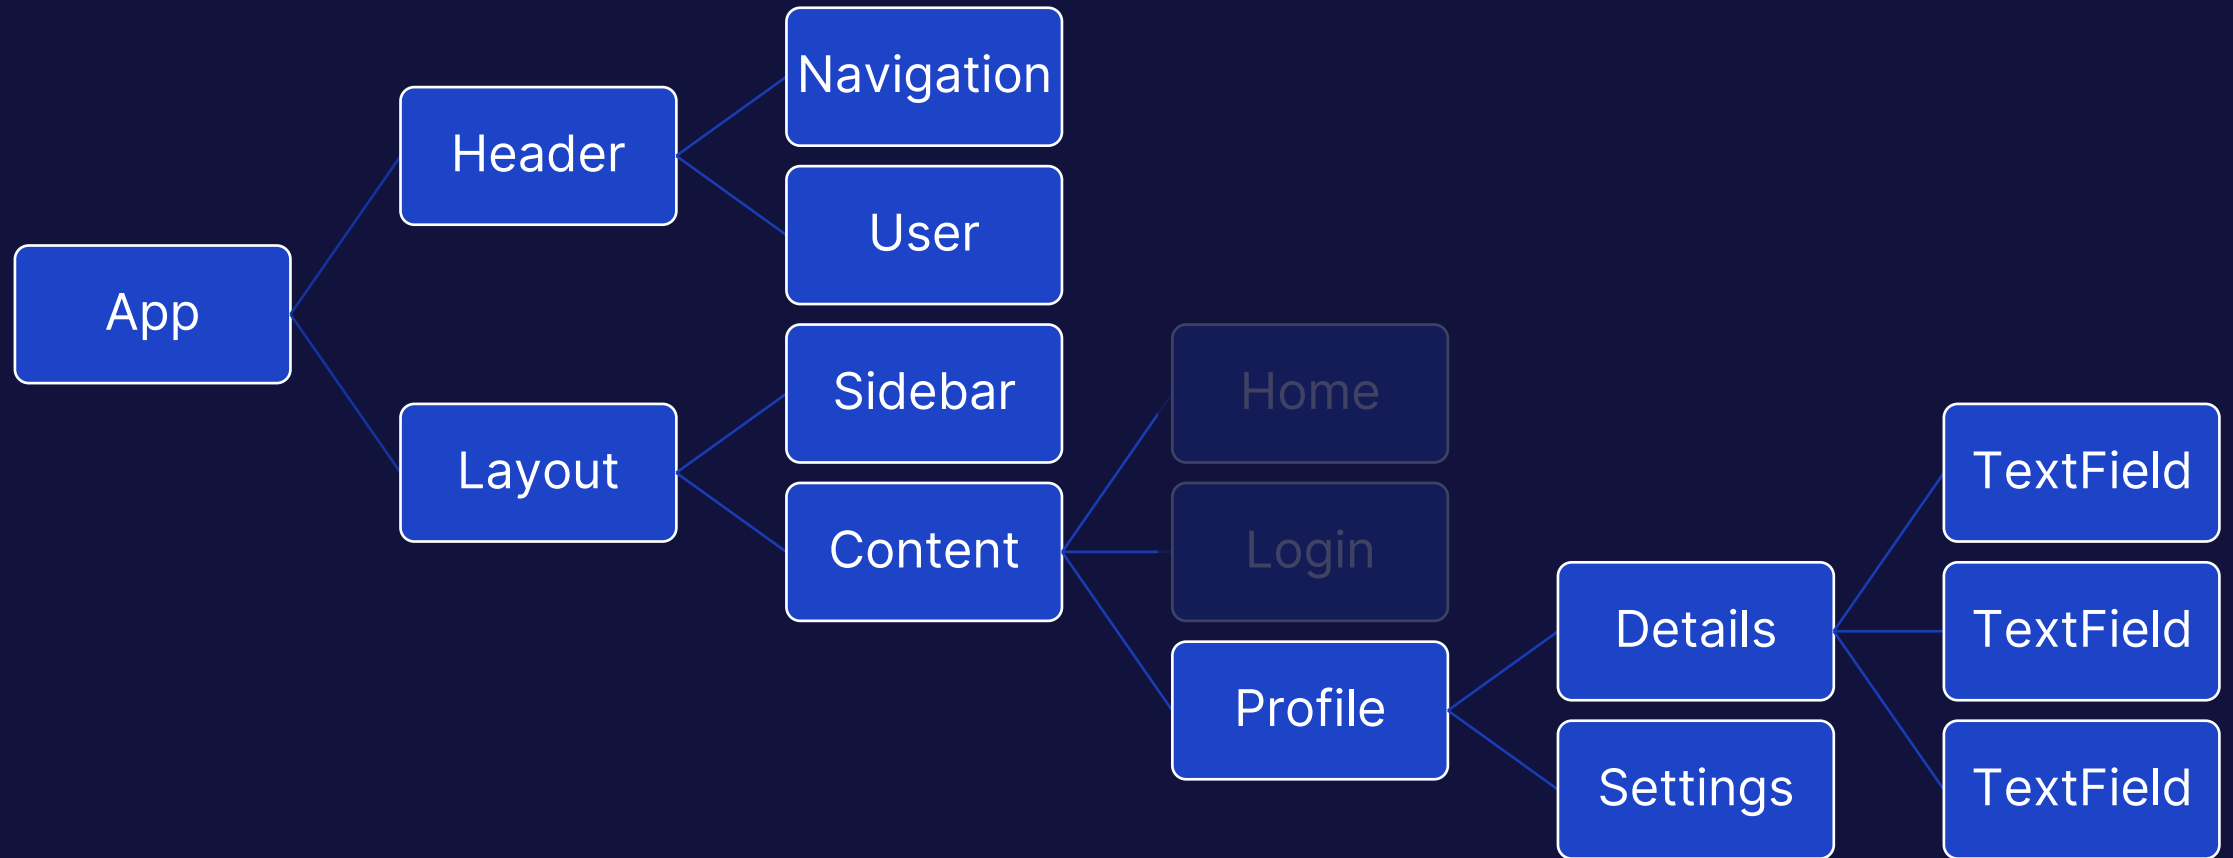 App
Header
Layout
Navigation
User
Sidebar
Content
Home
Login
Profile
Details
Settings
TextField
TextField
TextField